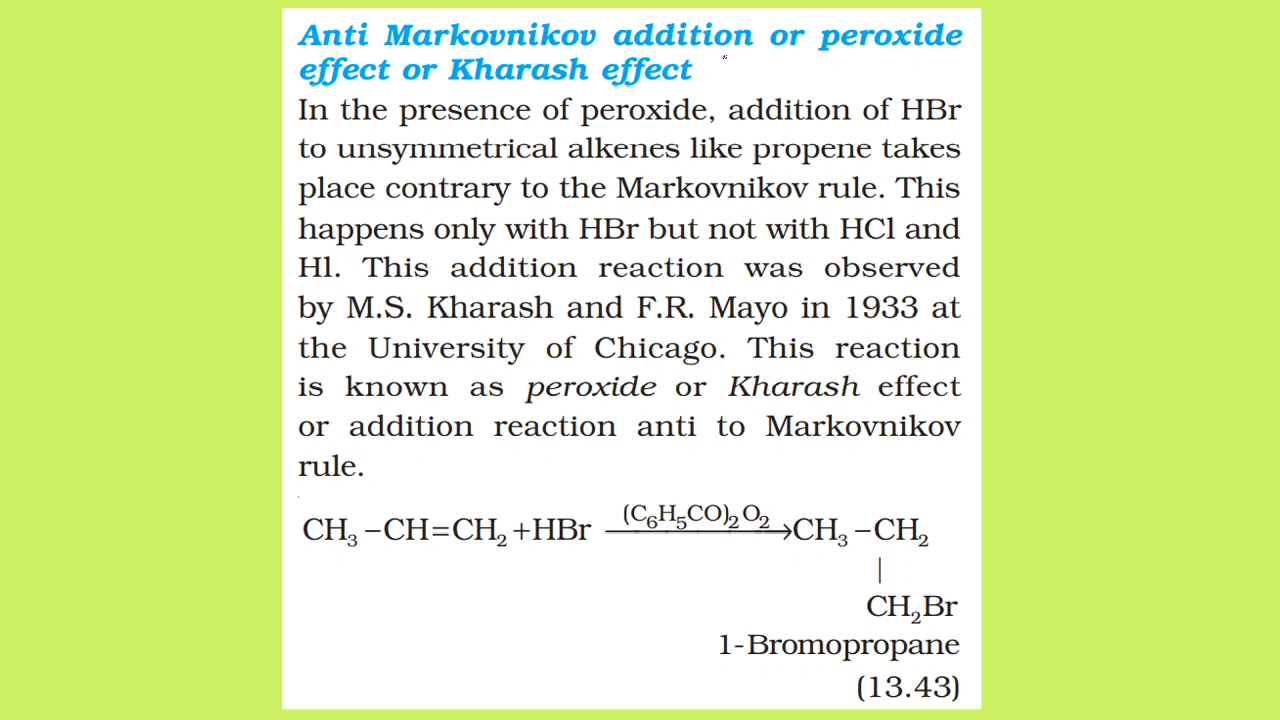 Anti Markovnikov addition or peroxide
effect or Kharash effect
In the presence of peroxide, addition of HBr
to unsymmetrical alkenes like propene takes
place contrary to the Markovnikov rule. This
happens only with HBr but not with HCl and
Hl. This addition reaction was observed
by M.S. Kharash and F.R. Mayo in 1933 at
the University of Chicago. This reaction
is known as peroxide or Kharash effect
or addition reaction anti to Markovnikov
rule.
(C₆H₅CO)₂O₂
CH₃–CH=CH₂+HBr ⟶ CH₃–CH₂
|
CH₂Br
1-Bromopropane
(13.43)